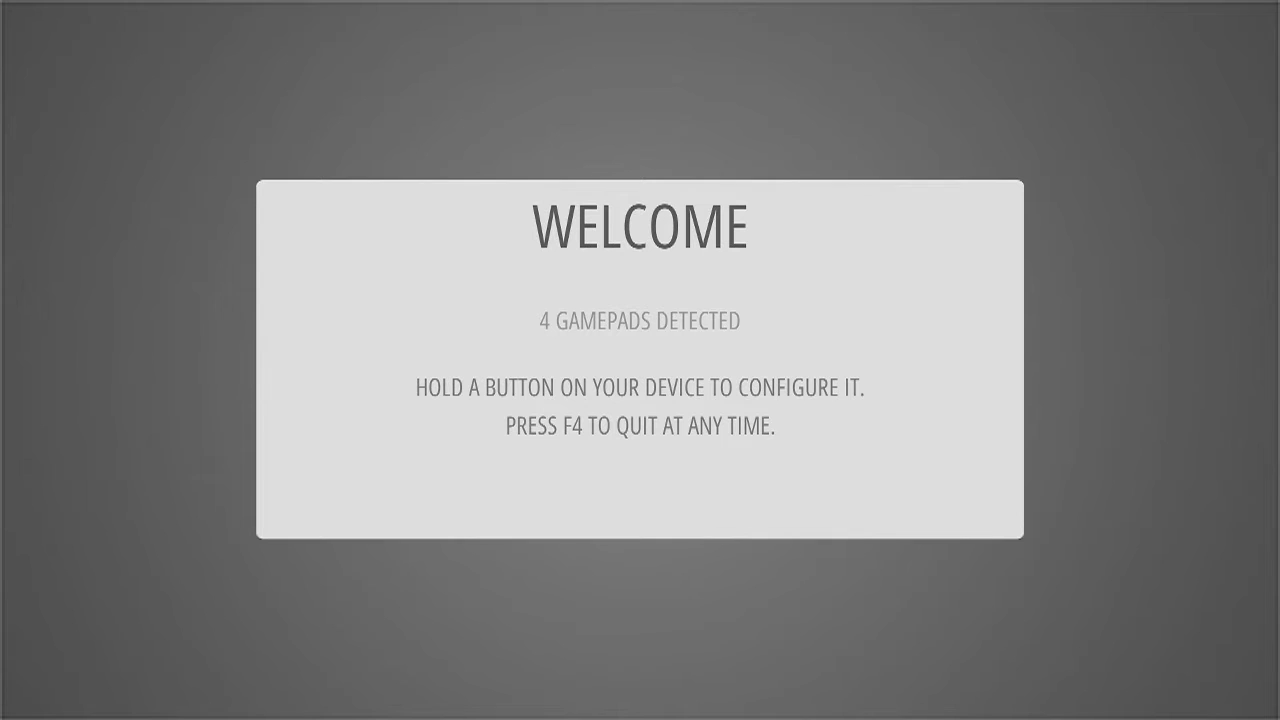 WELCOME
4 GAMEPADS DETECTED
HOLD A BUTTON ON YOUR DEVICE TO CONFIGURE IT.
PRESS F4 TO QUIT AT ANY TIME.